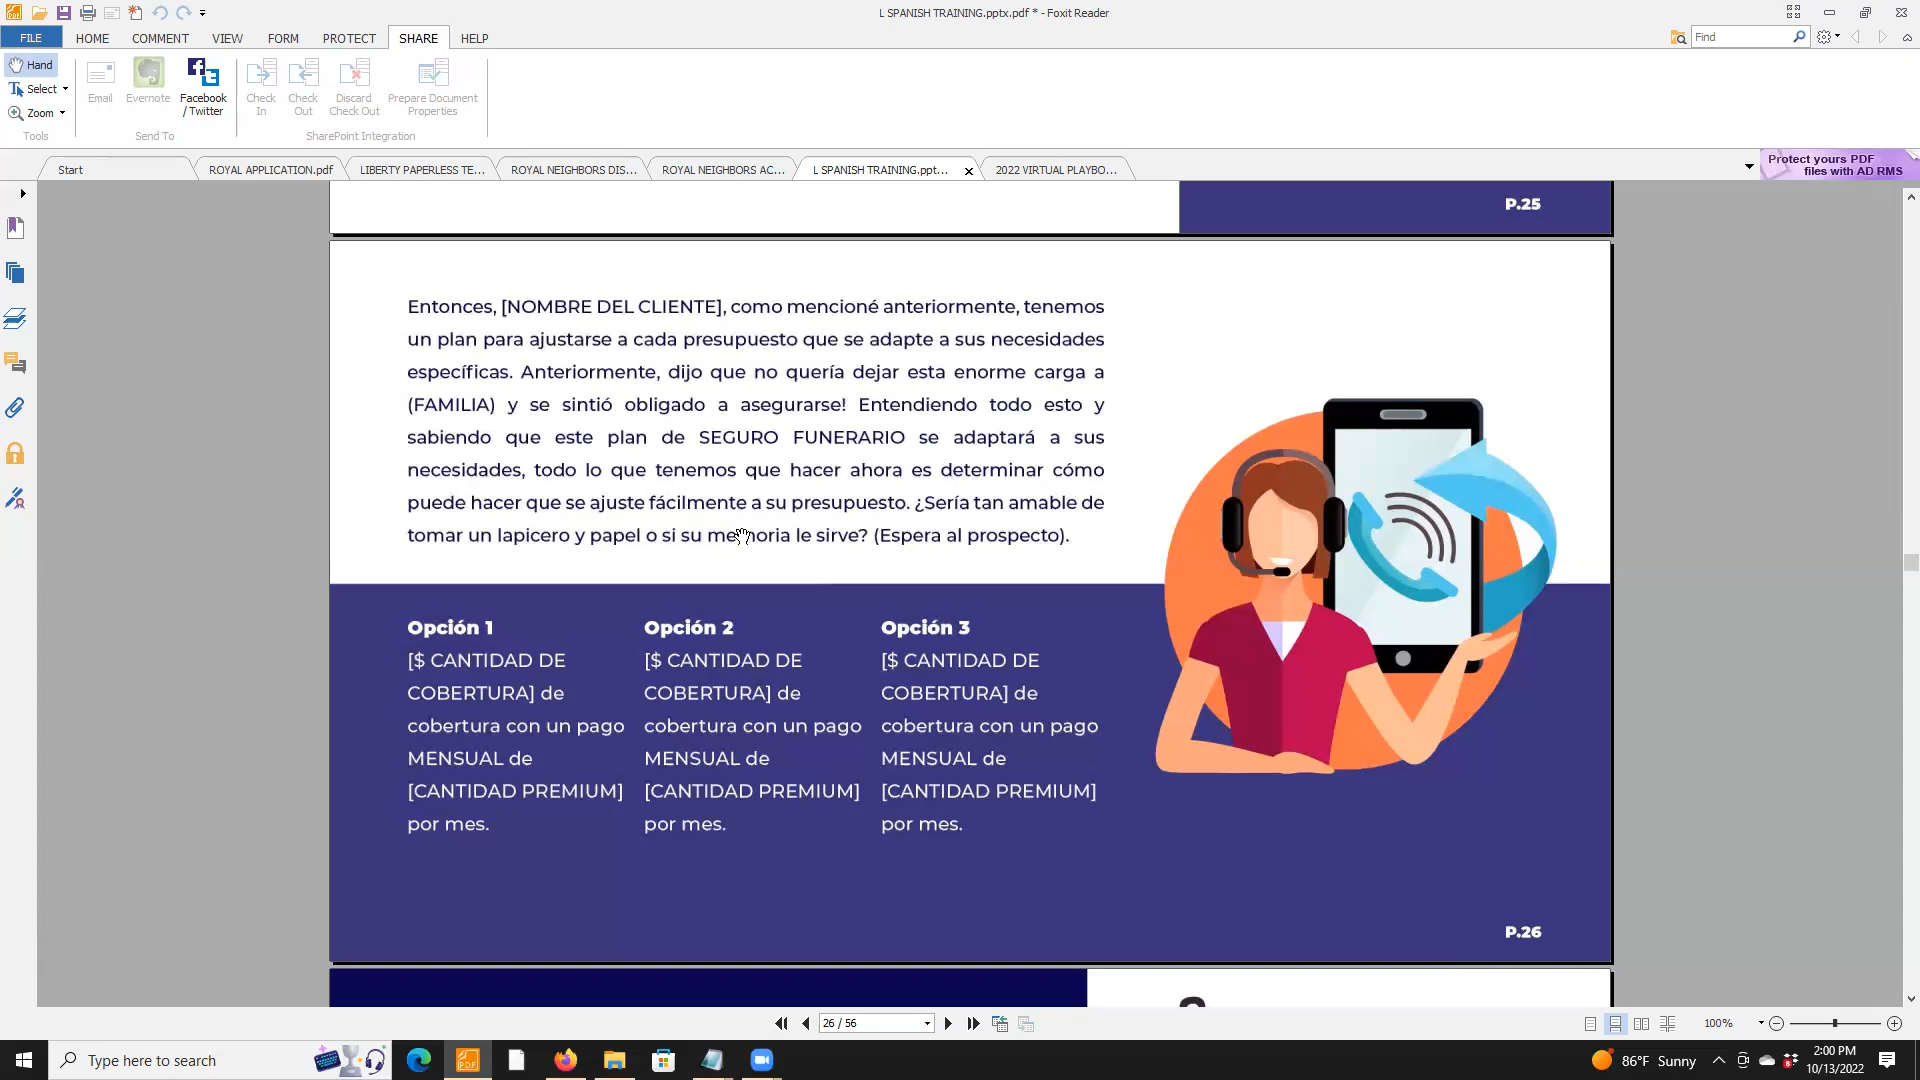 L SPANISH TRAINING.pptx.pdf * - Foxit Reader
FILE HOME COMMENT VIEW FORM PROTECT SHARE HELP
Find
Hand
Select
Zoom
Tools
Email
Evernote
Facebook
/ Twitter
Send To
Check
In
Check
Out
Discard
Check Out
Prepare Document
Properties
SharePoint Integration
Start
ROYAL APPLICATION.pdf
LIBERTY PAPERLESS TE...
ROYAL NEIGHBORS DIS...
ROYAL NEIGHBORS AC...
L SPANISH TRAINING.ppt...
2022 VIRTUAL PLAYBO...
Protect yours PDF
files with AD RMS
P.25
Entonces, [NOMBRE DEL CLIENTE], como mencioné anteriormente, tenemos
un plan para ajustarse a cada presupuesto que se adapte a sus necesidades
específicas. Anteriormente, dijo que no quería dejar esta enorme carga a
(FAMILIA) y se sintió obligado a asegurarse! Entendiendo todo esto y
sabiendo que este plan de SEGURO FUNERARIO se adaptará a sus
necesidades, todo lo que tenemos que hacer ahora es determinar cómo
puede hacer que se ajuste fácilmente a su presupuesto. ¿Sería tan amable de
tomar un lapicero y papel o si su memoria le sirve? (Espera al prospecto).
Opción 1
[$ CANTIDAD DE
COBERTURA] de
cobertura con un pago
MENSUAL de
[CANTIDAD PREMIUM]
por mes.
Opción 2
[$ CANTIDAD DE
COBERTURA] de
cobertura con un pago
MENSUAL de
[CANTIDAD PREMIUM]
por mes.
Opción 3
[$ CANTIDAD DE
COBERTURA] de
cobertura con un pago
MENSUAL de
[CANTIDAD PREMIUM]
por mes.
P.26
26 / 56
100%
Type here to search
86°F Sunny
2:00 PM
10/13/2022